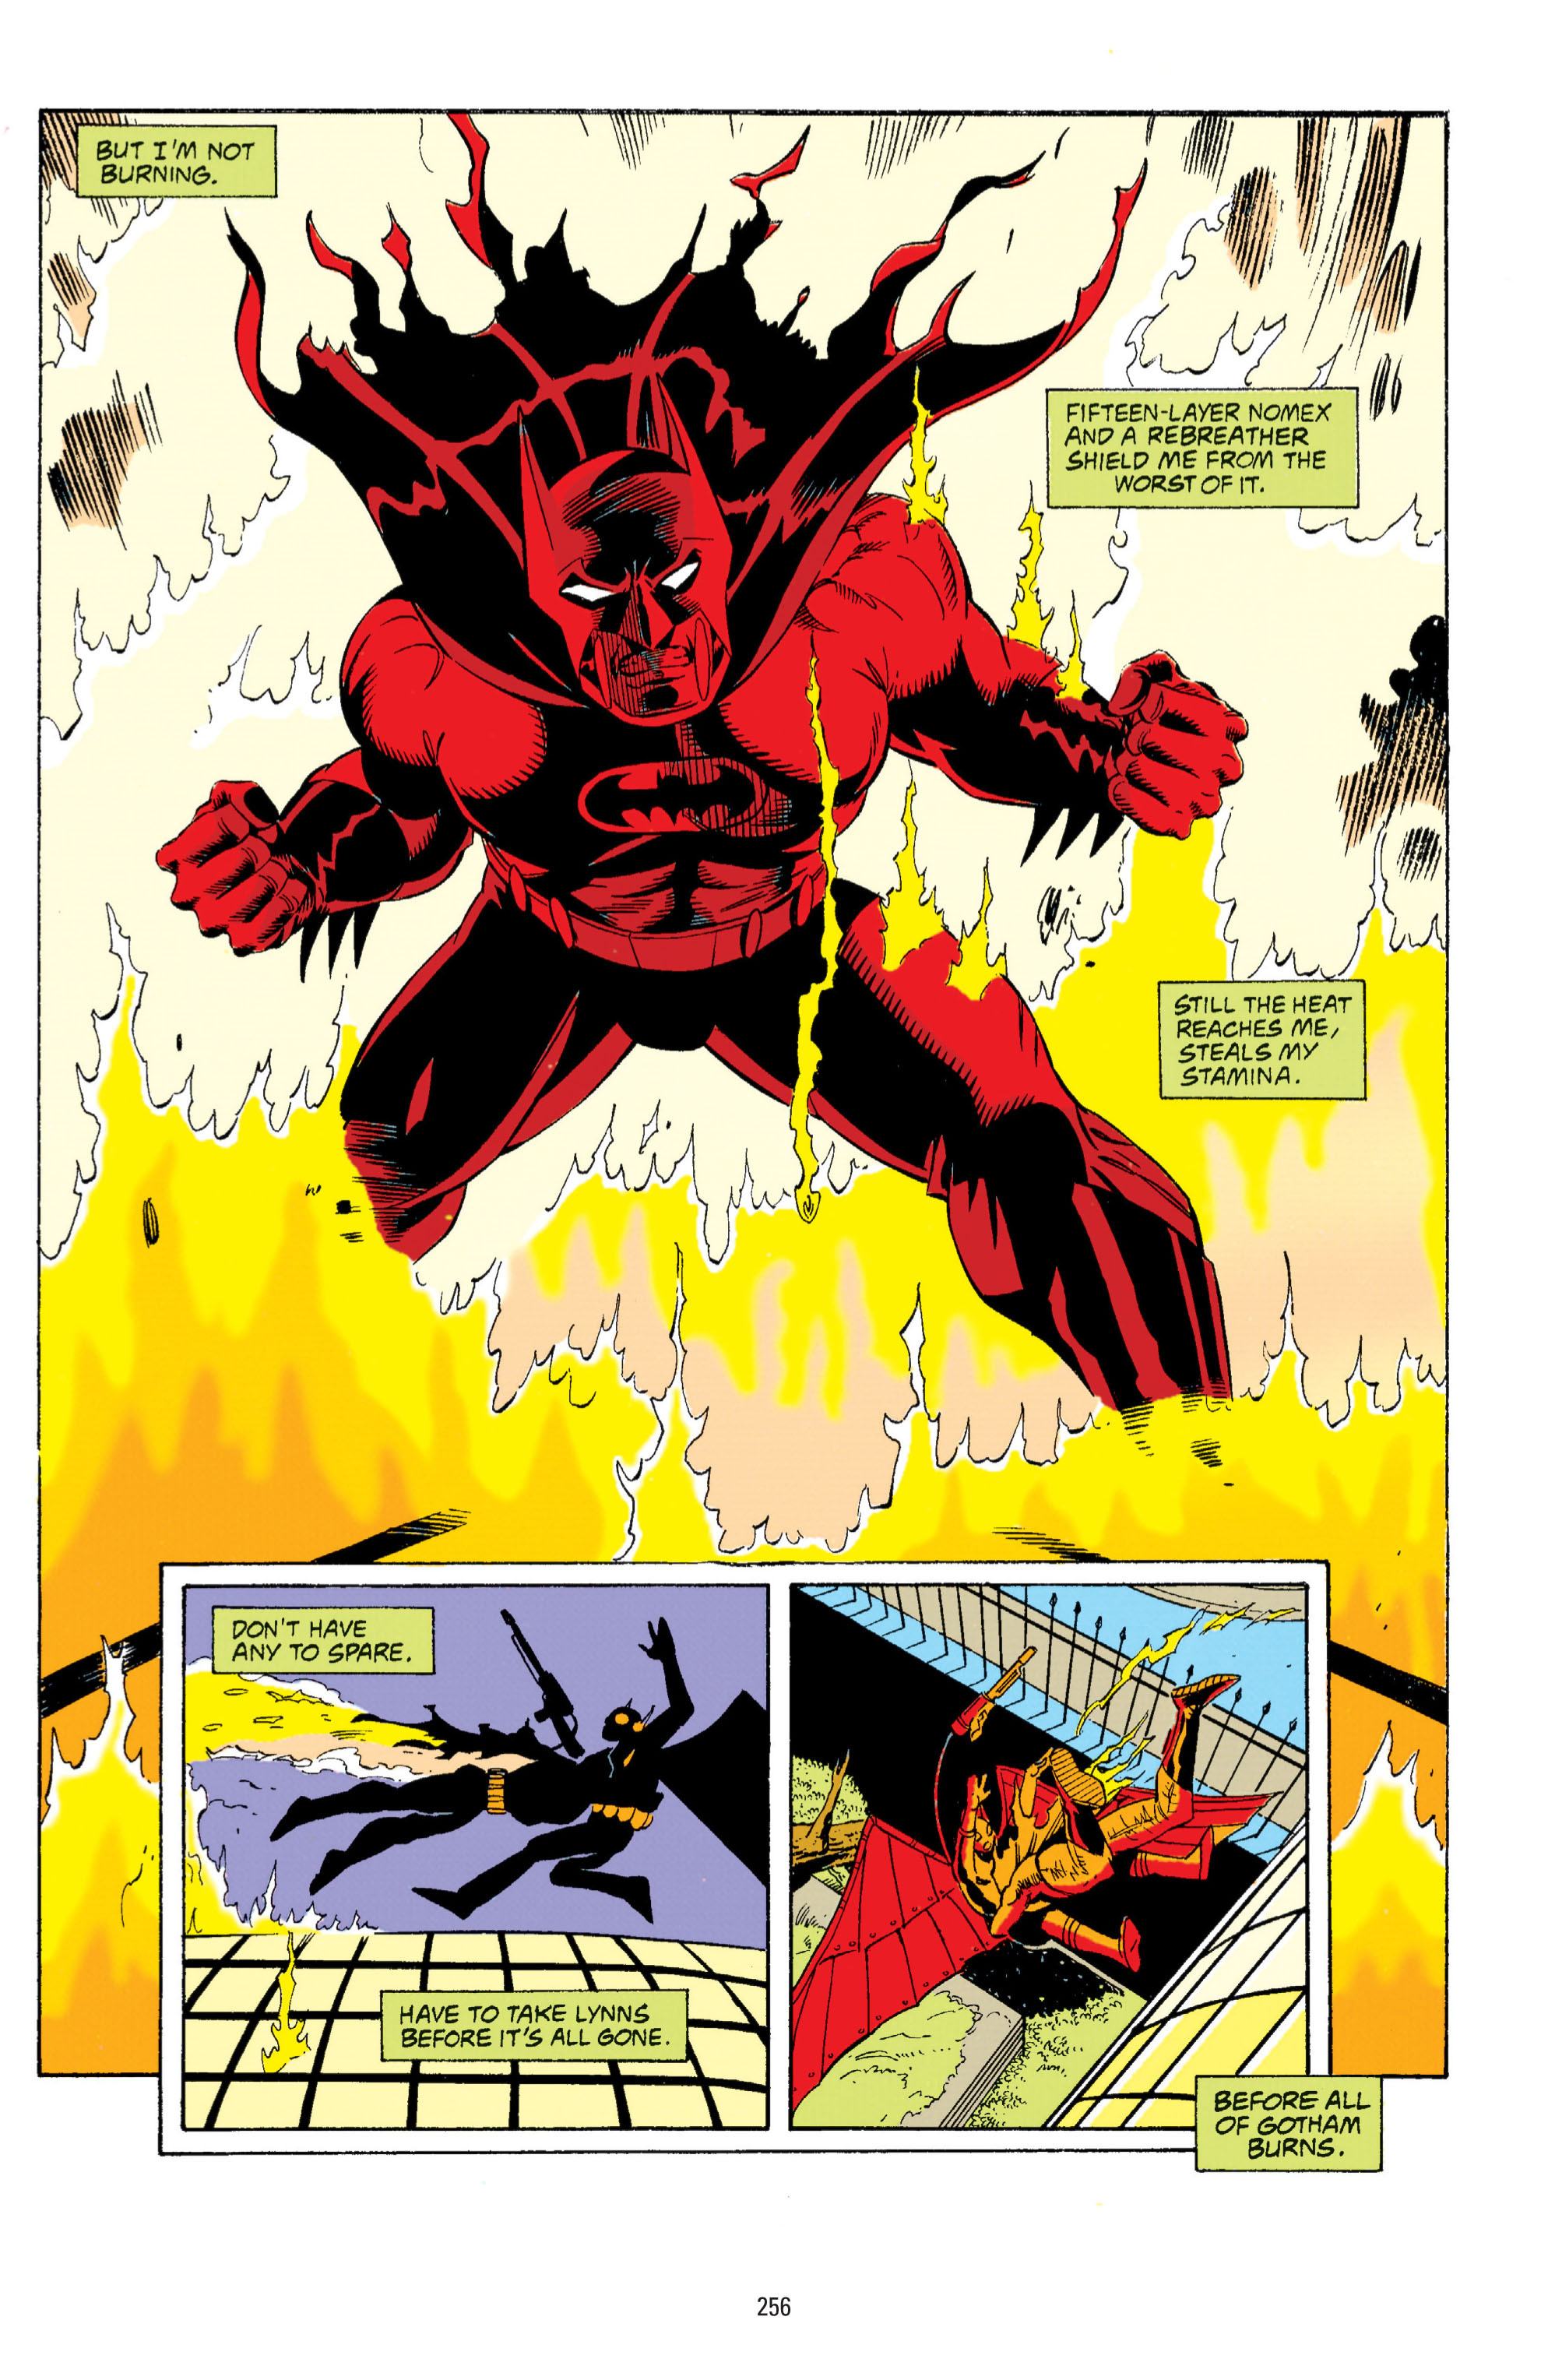 BUT I'M NOT
BURNING.
FIFTEEN-LAYER NOMEX
AND A REBREATHER
SHIELD ME FROM THE
WORST OF IT.
STILL THE HEAT
REACHES ME,
STEALS MY
STAMINA.
DON'T HAVE
ANY TO SPARE.
HAVE TO TAKE LYNNS
BEFORE IT'S ALL GONE.
BEFORE ALL
OF GOTHAM
BURNS.
256